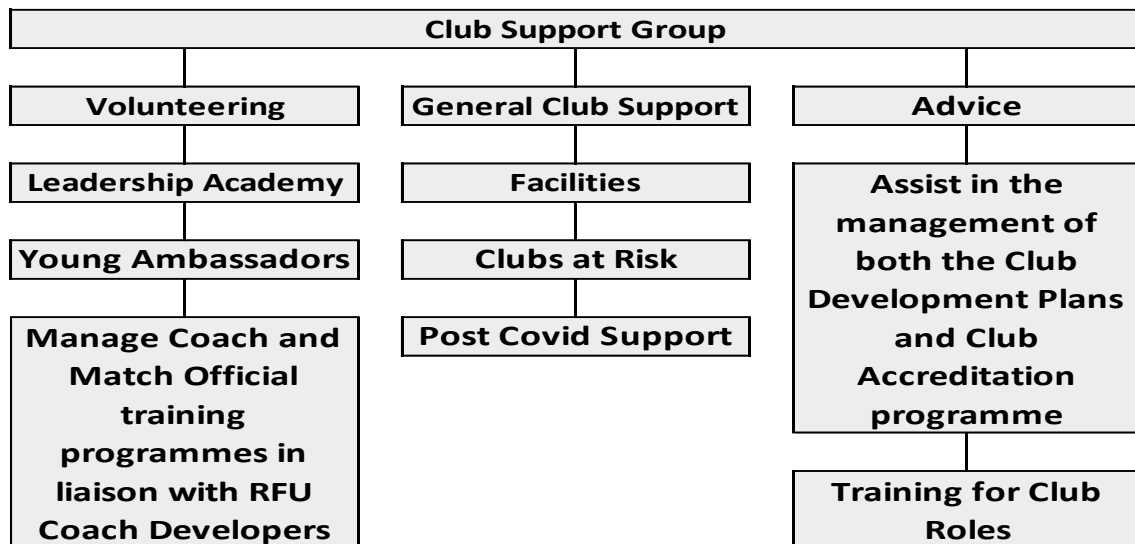 Club Support Group
Volunteering
Leadership Academy
Young Ambassadors
Manage Coach and
Match Official
training
programmes in
liaison with RFU
Coach Developers
General Club Support
Facilities
Clubs at Risk
Post Covid Support
Advice
Assist in the
management of
both the Club
Development Plans
and Club
Accreditation
programme
Training for Club
Roles